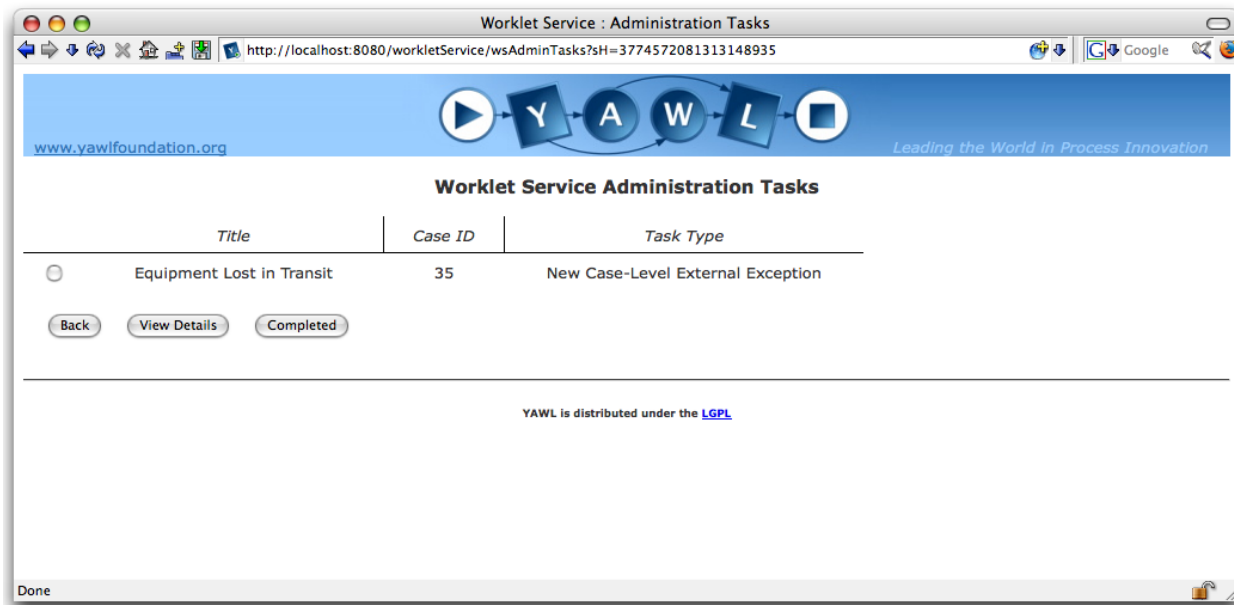 Worklet Service : Administration Tasks
http://localhost:8080/workletService/wsAdminTasks?sH=3774572081313148935
G Google
Y A W L
www.yawlfoundation.org
Leading the World in Process Innovation
Worklet Service Administration Tasks
Title Case ID Task Type
Equipment Lost in Transit 35 New Case-Level External Exception
Back View Details Completed
YAWL is distributed under the LGPL
Done